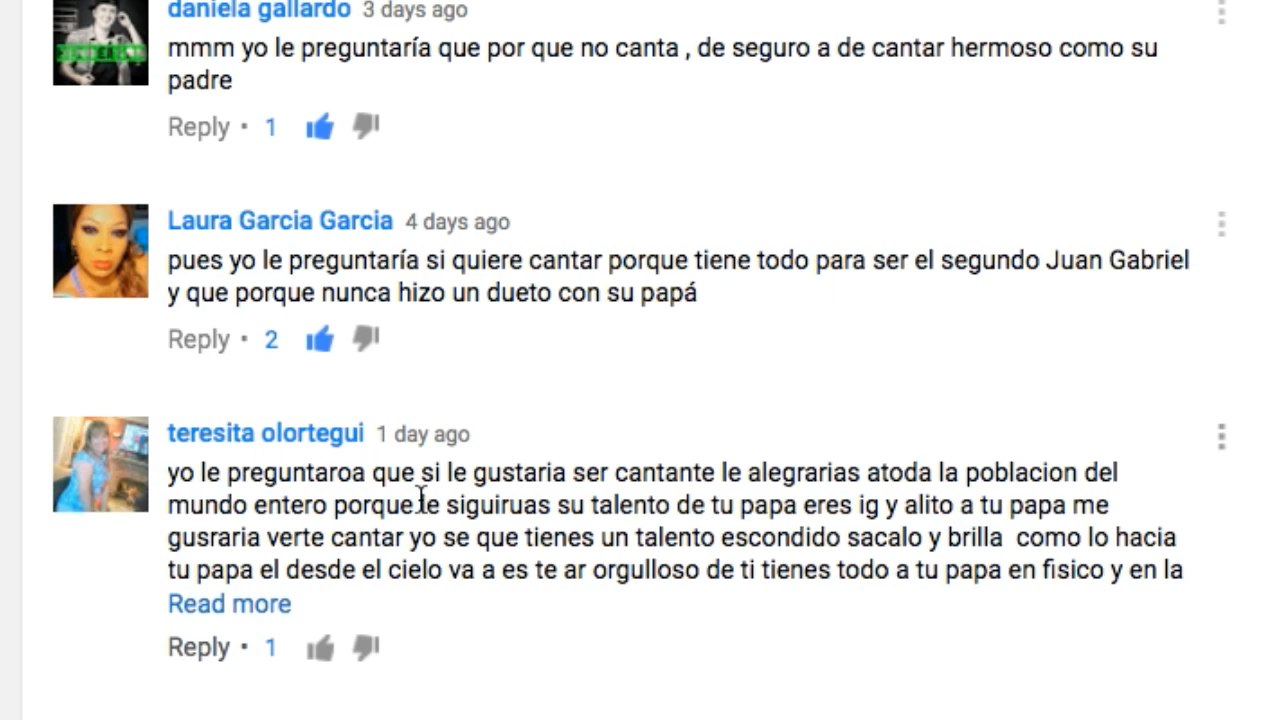 daniela gallardo 3 days ago
mmm yo le preguntaría que por que no canta , de seguro a de cantar hermoso como su
padre
Reply • 1
Laura Garcia Garcia 4 days ago
pues yo le preguntaría si quiere cantar porque tiene todo para ser el segundo Juan Gabriel
y que porque nunca hizo un dueto con su papá
Reply • 2
teresita olortegui 1 day ago
yo le preguntaroa que si le gustaria ser cantante le alegrarias atoda la poblacion del
mundo entero porque le siguiruas su talento de tu papa eres ig y alito a tu papa me
gusraria verte cantar yo se que tienes un talento escondido sacalo y brilla como lo hacia
tu papa el desde el cielo va a es te ar orgulloso de ti tienes todo a tu papa en fisico y en la
Read more
Reply • 1